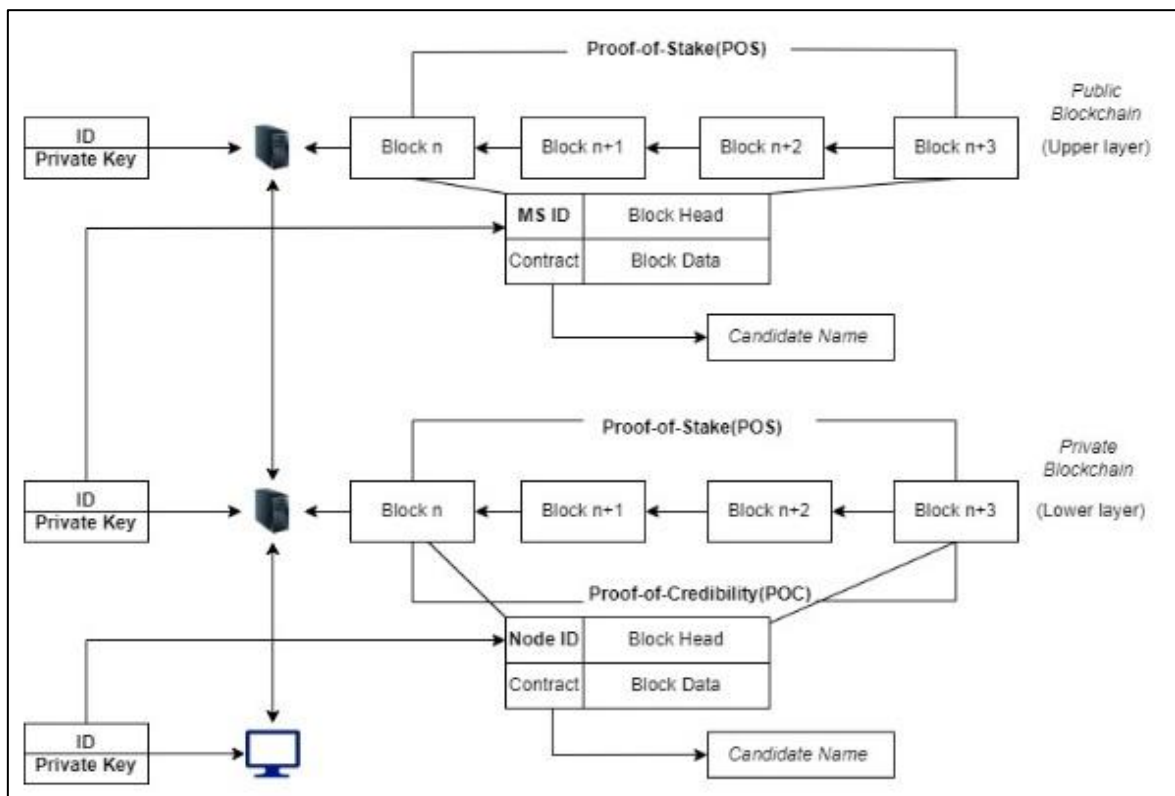 Proof-of-Stake(POS)
Public
Blockchain
(Upper layer)
ID
Private Key
Block n
Block n+1
Block n+2
Block n+3
MS ID
Block Head
Contract
Block Data
Candidate Name
Proof-of-Stake(POS)
Private
Blockchain
(Lower layer)
ID
Private Key
Block n
Block n+1
Block n+2
Block n+3
Proof-of-Credibility(POC)
Node ID
Block Head
Contract
Block Data
ID
Private Key
Candidate Name